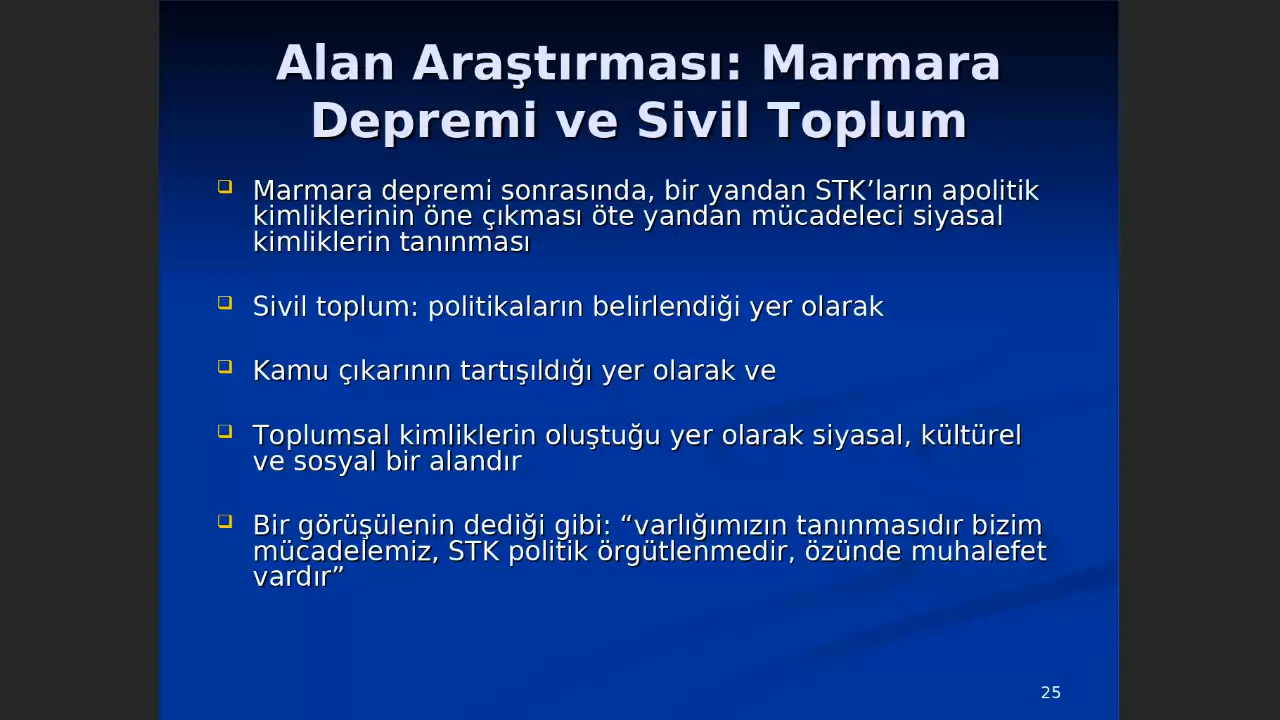 Alan Araştırması: Marmara
Depremi ve Sivil Toplum
Marmara depremi sonrasında, bir yandan STK’ların apolitik
kimliklerinin öne çıkması öte yandan mücadeleci siyasal
kimliklerin tanınması
Sivil toplum: politikaların belirlendiği yer olarak
Kamu çıkarının tartışıldığı yer olarak ve
Toplumsal kimliklerin oluştuğu yer olarak siyasal, kültürel
ve sosyal bir alandır
Bir görüşülenin dediği gibi: “varlığımızın tanınmasıdır bizim
mücadelemiz, STK politik örgütlenmedir, özünde muhalefet
vardır”
25